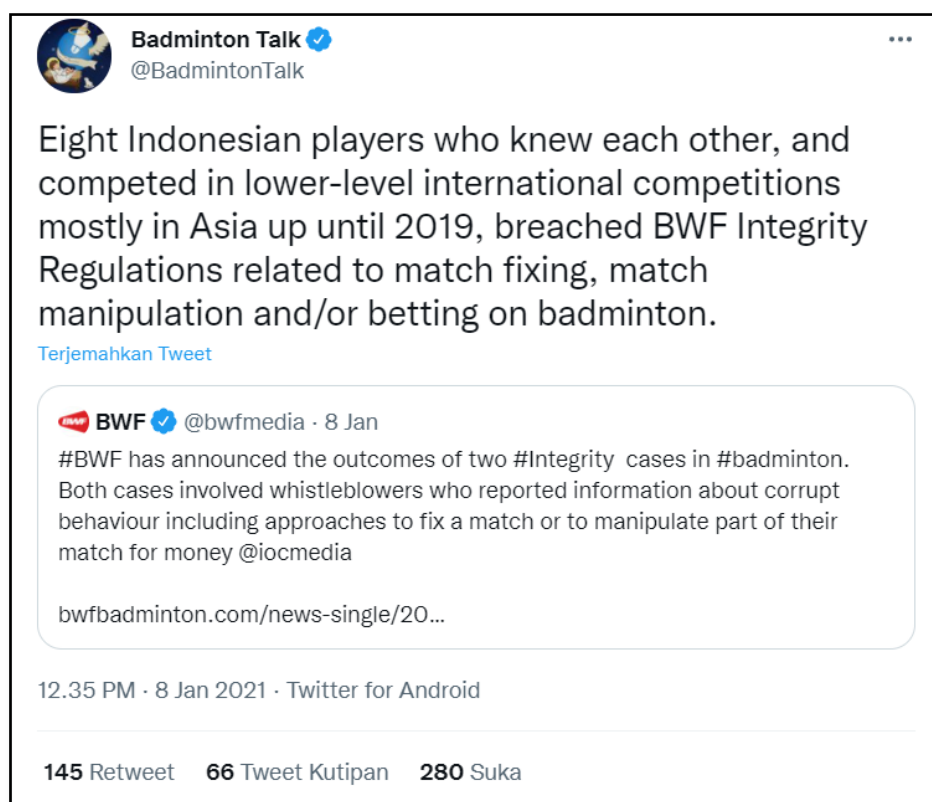 Badminton Talk
@BadmintonTalk
Eight Indonesian players who knew each other, and
competed in lower-level international competitions
mostly in Asia up until 2019, breached BWF Integrity
Regulations related to match fixing, match
manipulation and/or betting on badminton.
Terjemahkan Tweet
BWF BWF @bwfmedia · 8 Jan
#BWF has announced the outcomes of two #Integrity cases in #badminton.
Both cases involved whistleblowers who reported information about corrupt
behaviour including approaches to fix a match or to manipulate part of their
match for money @iocmedia
bwfbadminton.com/news-single/20...
12.35 PM · 8 Jan 2021 · Twitter for Android
145 Retweet 66 Tweet Kutipan 280 Suka